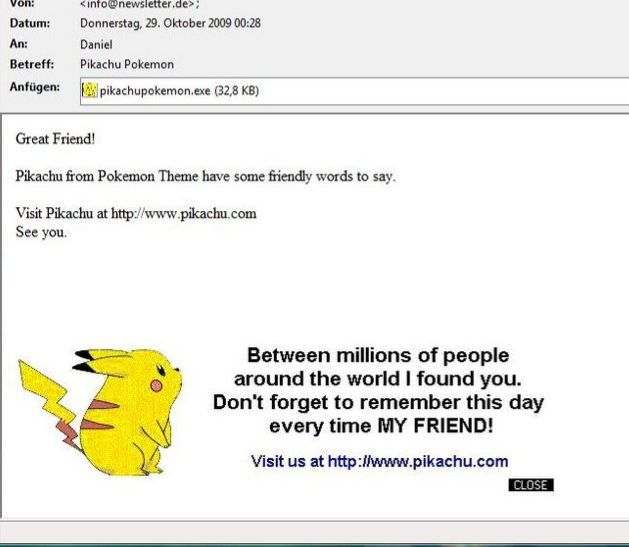 Von: <info@newsletter.de>;
Datum: Donnerstag, 29. Oktober 2009 00:28
An: Daniel
Betreff: Pikachu Pokemon
Anfügen: pikachupokemon.exe (32,8 KB)
Great Friend!
Pikachu from Pokemon Theme have some friendly words to say.
Visit Pikachu at http://www.pikachu.com
See you.
Between millions of people
around the world I found you.
Don't forget to remember this day
every time MY FRIEND!
Visit us at http://www.pikachu.com
CLOSE